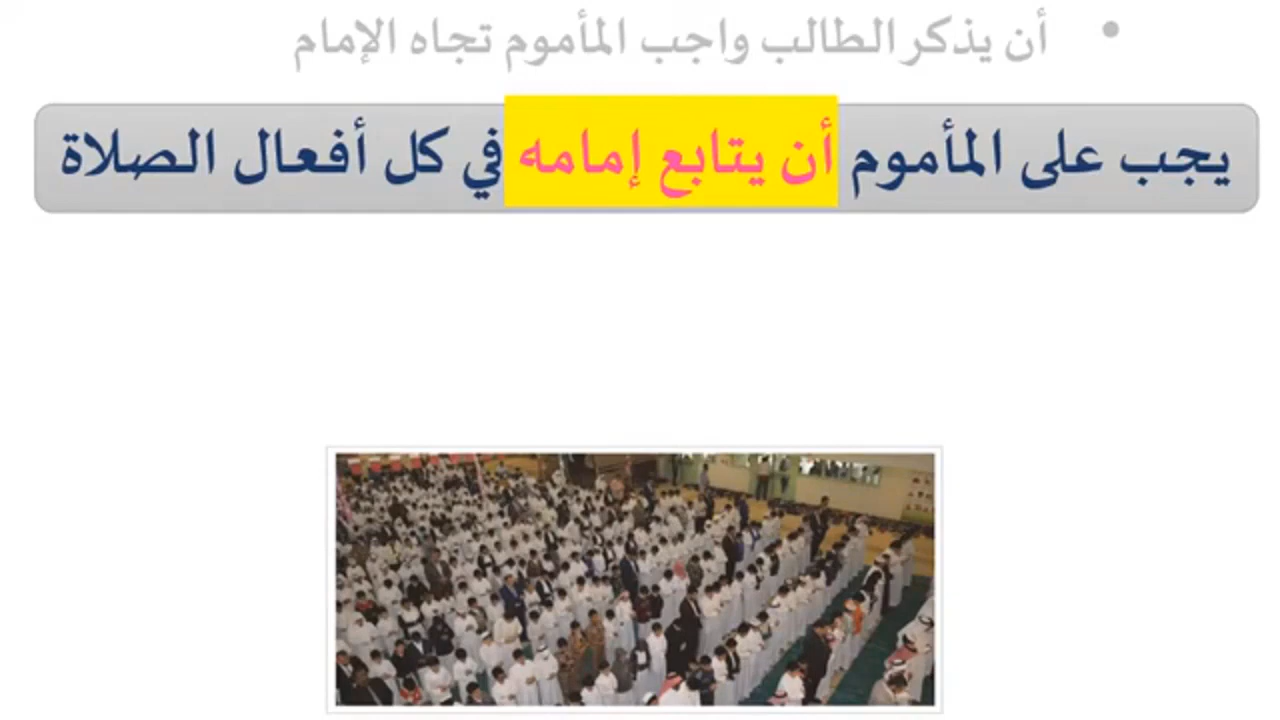 • أن يذكر الطالب واجب المأموم تجاه الإمام
يجب على المأموم أن يتابع إمامه في كل أفعال الصلاة